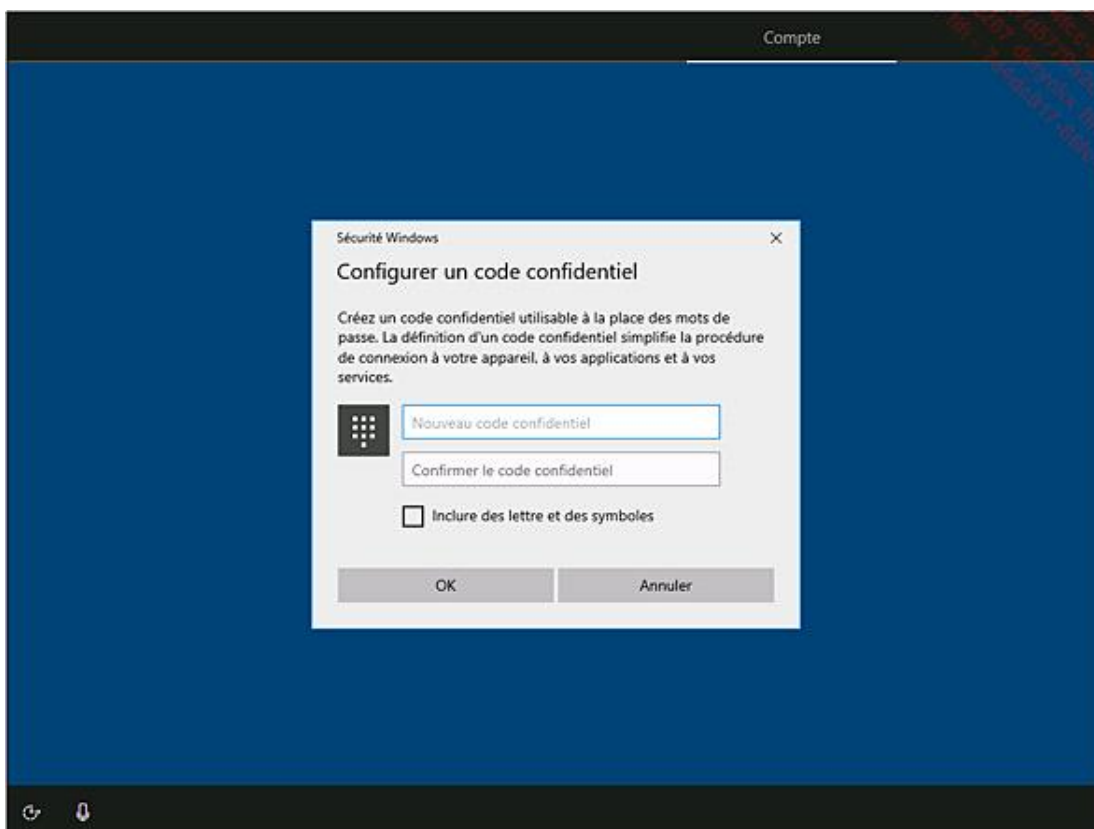 Compte
Sécurité Windows
Configurer un code confidentiel
Créez un code confidentiel utilisable à la place des mots de
passe. La définition d'un code confidentiel simplifie la procédure
de connexion à votre appareil, à vos applications et à vos
services.
Nouveau code confidentiel
Confirmer le code confidentiel
Inclure des lettre et des symboles
OK
Annuler